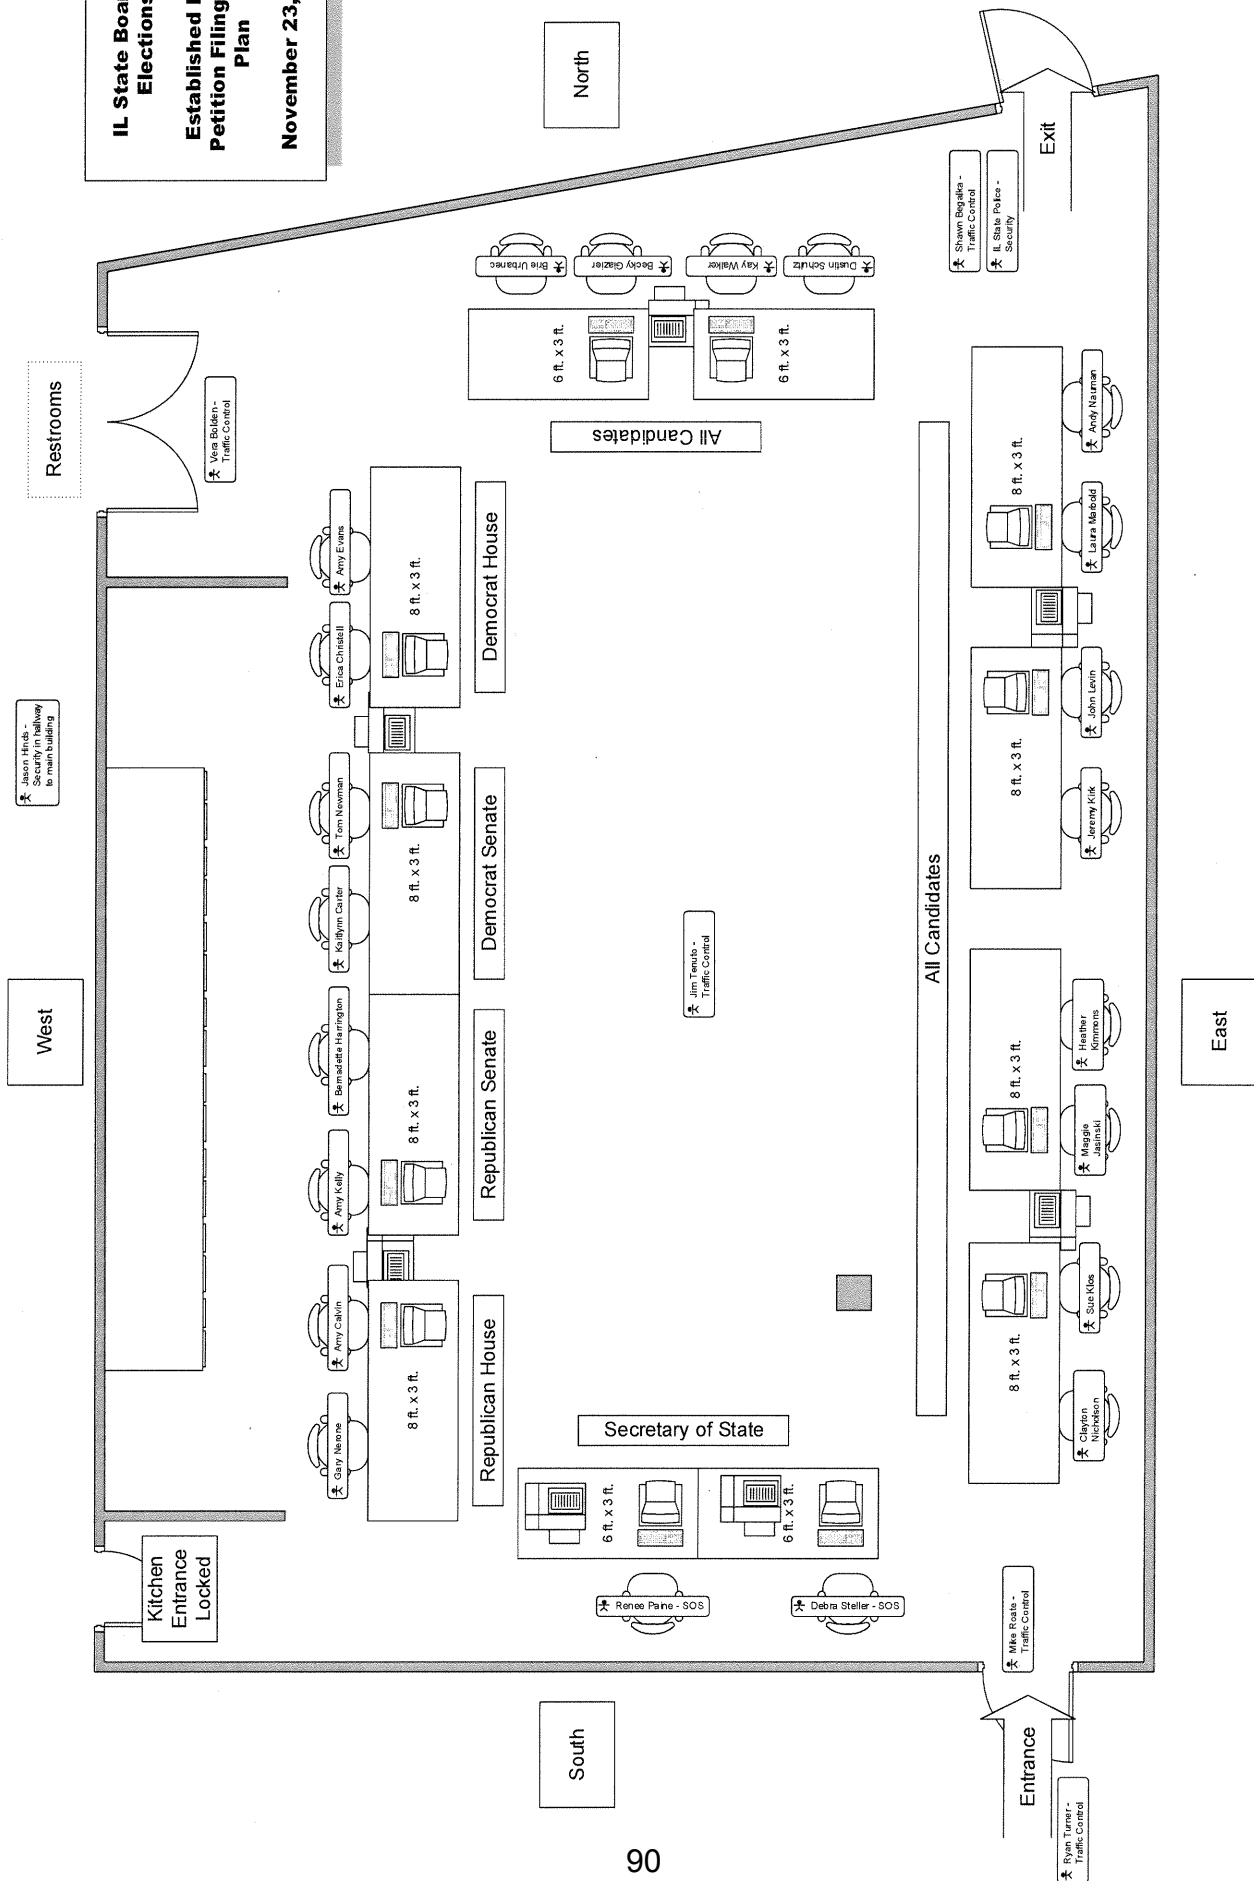 IL State Boar
Elections
Established
Petition Filing
Plan
November 23,
North
Restrooms
Vera Bolden -
Traffic Control
Exit
Shawn Begalka -
Traffic Control
IL State Police -
Security
Brie Urbanec
Becky Glazier
Kay Walker
Dustin Schultz
6 ft. x 3 ft.
6 ft. x 3 ft.
All Candidates
Jason Hinds -
Security in hallway
to main building
West
Amy Evans
Erica Christell
Tom Newman
Kaitlynn Carter
Bernadette Harrington
Amy Kelly
Amy Calvin
Gary Nerone
8 ft. x 3 ft.
8 ft. x 3 ft.
8 ft. x 3 ft.
8 ft. x 3 ft.
Democrat House
Democrat Senate
Republican Senate
Republican House
Jim Tenuto -
Traffic Control
All Candidates
8 ft. x 3 ft.
8 ft. x 3 ft.
8 ft. x 3 ft.
8 ft. x 3 ft.
Andy Nauman
Laura Marbold
John Levin
Jeremy Kirk
Heather
Kimmons
Maggie
Jasinski
Sue Klos
Clayton
Nicholson
East
Secretary of State
6 ft. x 3 ft.
6 ft. x 3 ft.
Renee Paine - SOS
Debra Steller - SOS
Kitchen
Entrance
Locked
South
Mike Roate -
Traffic Control
Entrance
Ryan Turner -
Traffic Control
90